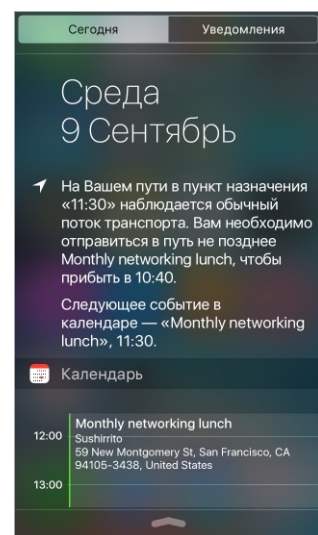 Сегодня
Уведомления
Среда
9 Сентябрь
На Вашем пути в пункт назначения
«11:30» наблюдается обычный
поток транспорта. Вам необходимо
отправиться в путь не позднее
Monthly networking lunch, чтобы
прибыть в 10:40.
Следующее событие в
календаре — «Monthly networking
lunch», 11:30.
Календарь
Monthly networking lunch
12:00
Sushirrito
59 New Montgomery St, San Francisco, CA
94105-3438, United States
13:00